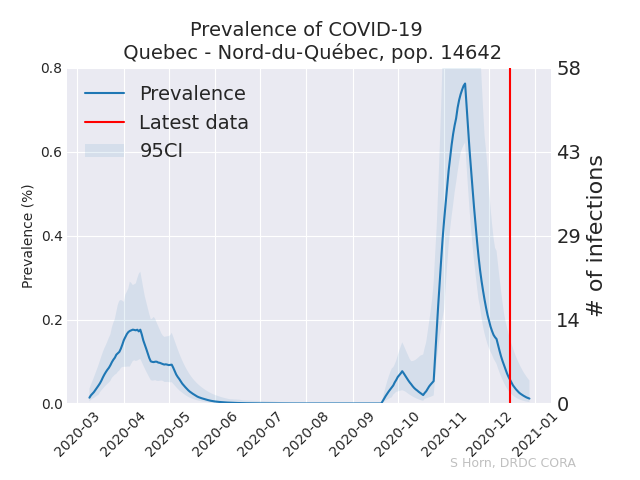 Prevalence of COVID-19
Quebec - Nord-du-Québec, pop. 14642
Prevalence
Latest data
95CI
Prevalence (%)
0.8
0.6
0.4
0.2
0.0
58
43
29
14
0
# of infections
2020-03
2020-04
2020-05
2020-06
2020-07
2020-08
2020-09
2020-10
2020-11
2020-12
2021-01
S Horn, DRDC CORA